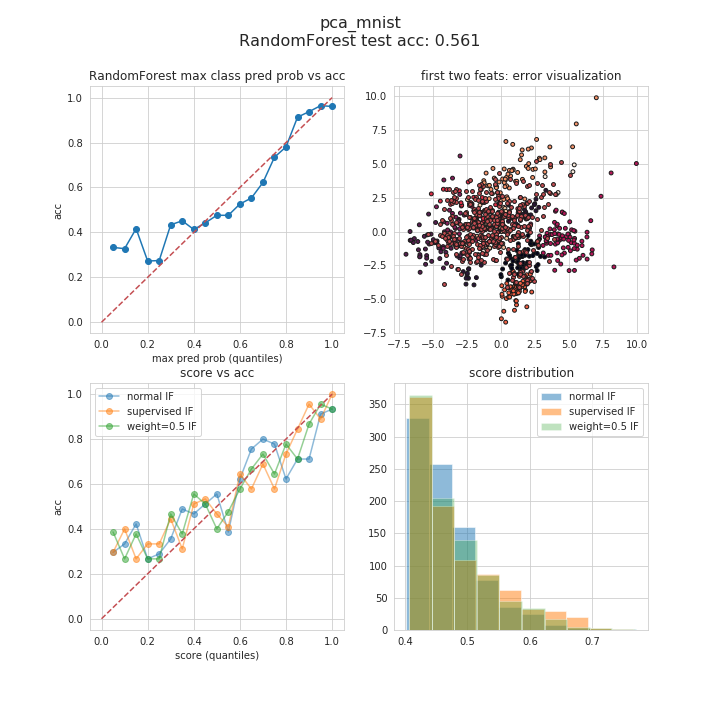 pca_mnist
RandomForest test acc: 0.561
RandomForest max class pred prob vs acc
1.0
0.8
0.6
0.4
0.2
0.0
acc
0.0 0.2 0.4 0.6 0.8 1.0
max pred prob (quantiles)
first two feats: error visualization
10.0
7.5
5.0
2.5
0.0
−2.5
−5.0
−7.5
−7.5 −5.0 −2.5 0.0 2.5 5.0 7.5 10.0
score vs acc
normal IF
supervised IF
weight=0.5 IF
1.0
0.8
0.6
0.4
0.2
0.0
acc
0.0 0.2 0.4 0.6 0.8 1.0
score (quantiles)
score distribution
normal IF
supervised IF
weight=0.5 IF
350
300
250
200
150
100
50
0
0.4 0.5 0.6 0.7